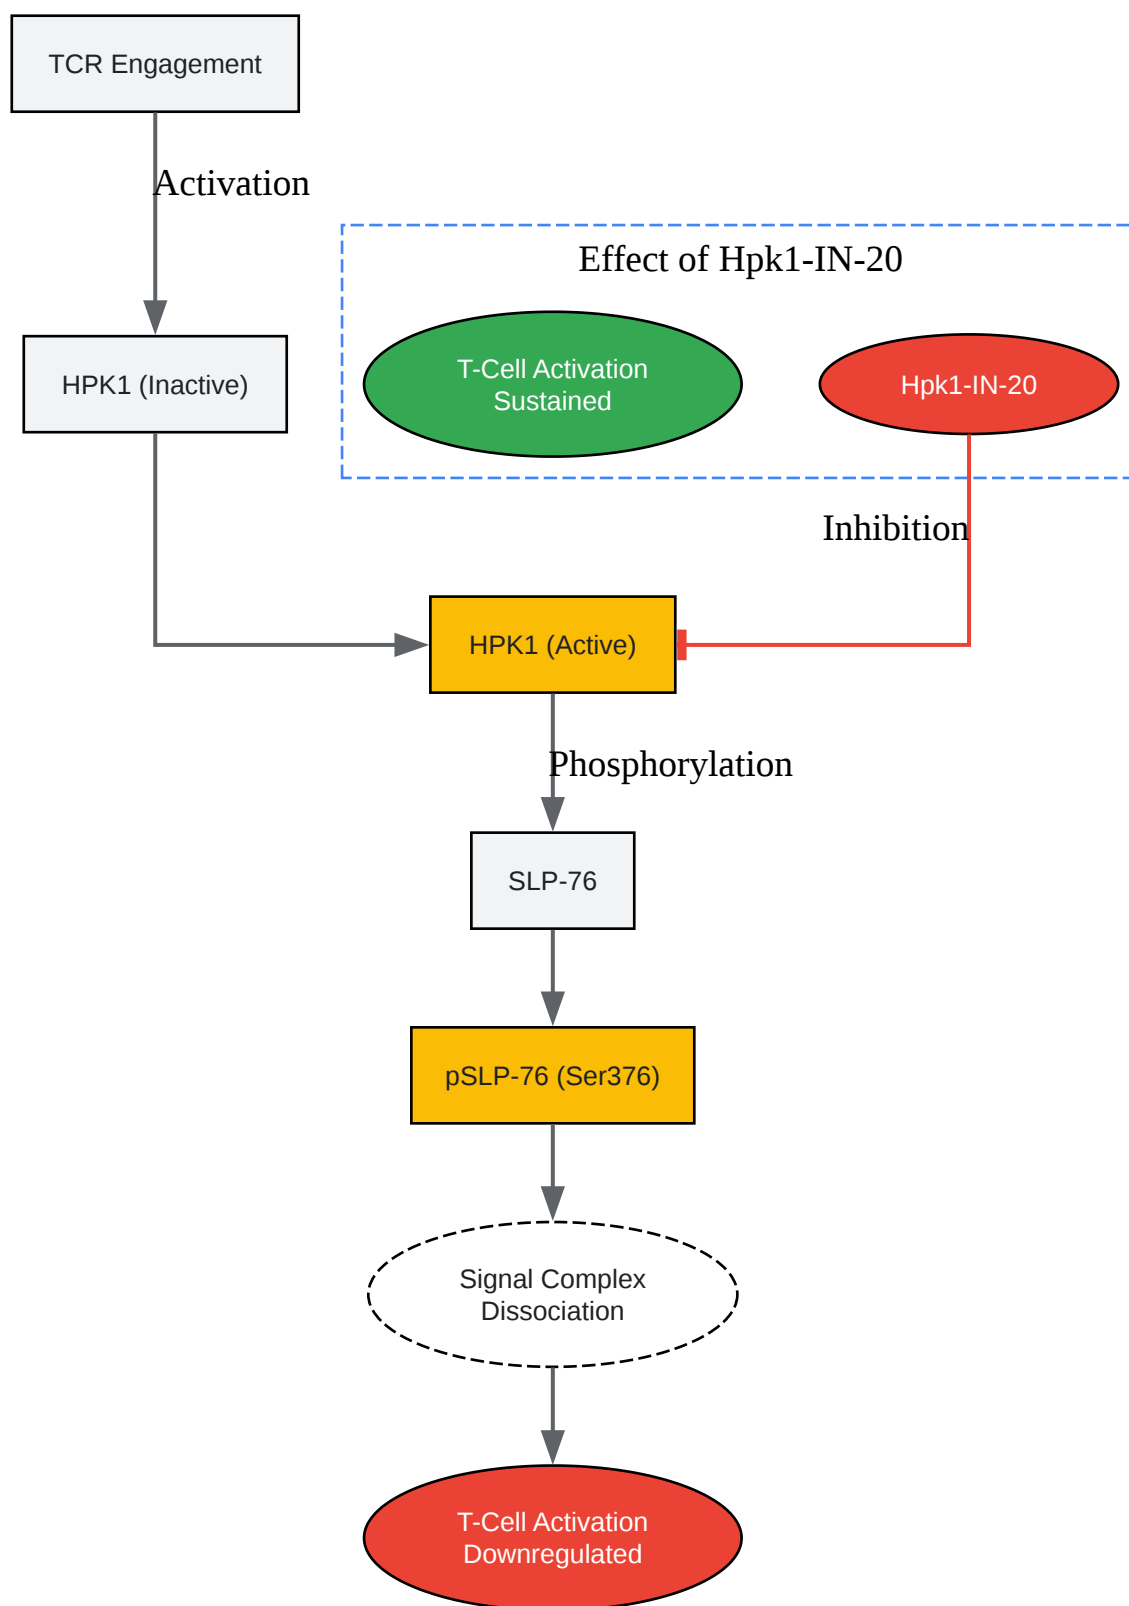 TCR Engagement
Activation
Effect of Hpk1-IN-20
HPK1 (Inactive)
T-Cell Activation
Sustained
Hpk1-IN-20
Inhibition
HPK1 (Active)
Phosphorylation
SLP-76
pSLP-76 (Ser376)
Signal Complex
Dissociation
T-Cell Activation
Downregulated